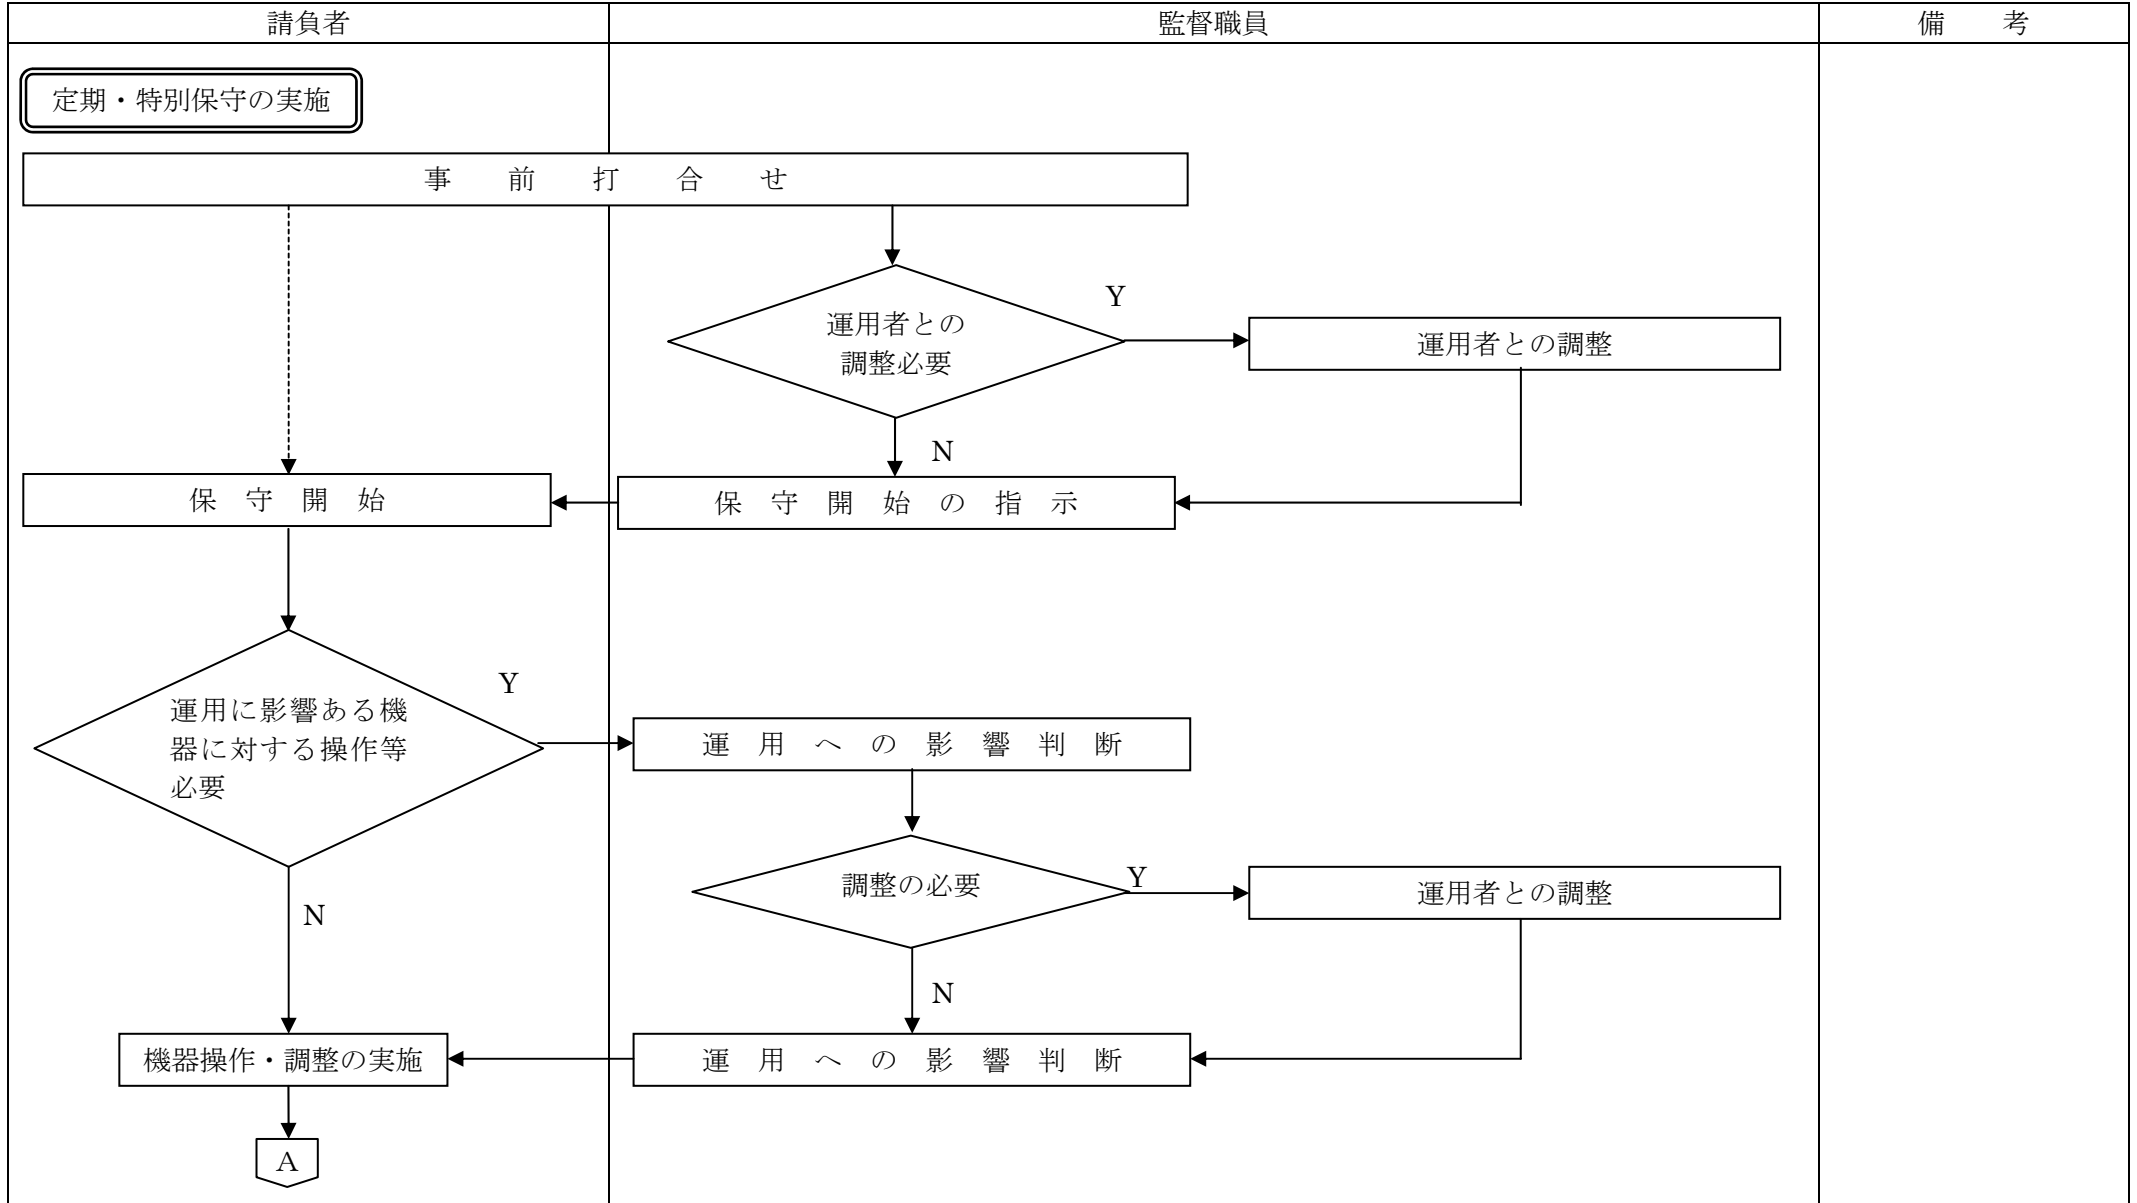 請負者
監督職員
備 考
定期・特別保守の実施
事 前 打 合 せ
Y
運用者との
調整必要
運用者との調整
N
保 守 開 始
保 守 開 始 の 指 示
Y
運用に影響ある機
器に対する操作等
必要
運 用 へ の 影 響 判 断
調整の必要
Y
運用者との調整
N
N
機器操作・調整の実施
運 用 へ の 影 響 判 断
A